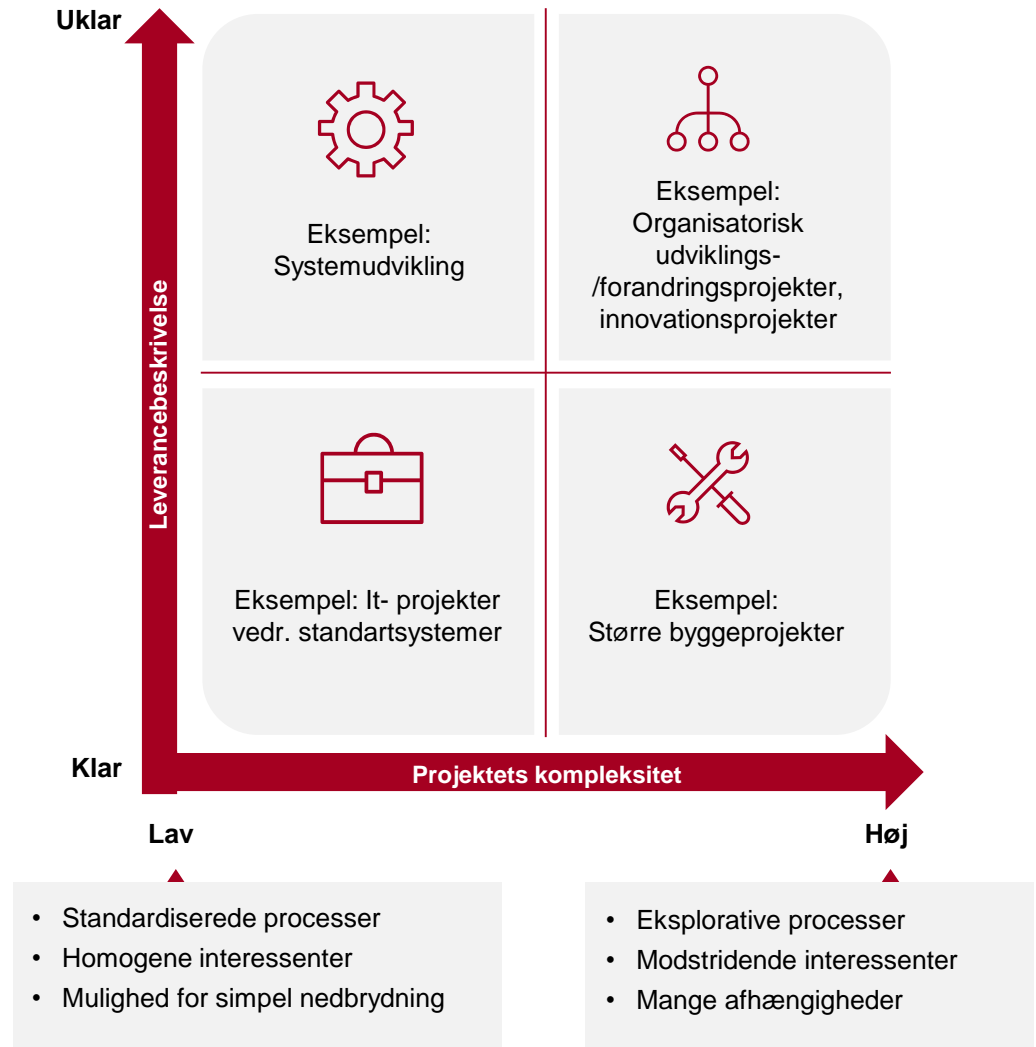 Uklar
Leverancebeskrivelse
Eksempel:
Systemudvikling
Eksempel:
Organisatorisk
udviklings-
/forandringsprojekter,
innovationsprojekter
Eksempel: It- projekter
vedr. standartsystemer
Eksempel:
Større byggeprojekter
Klar
Projektets kompleksitet
Lav
Høj
• Standardiserede processer
• Homogene interessenter
• Mulighed for simpel nedbrydning
• Eksplorative processer
• Modstridende interessenter
• Mange afhængigheder